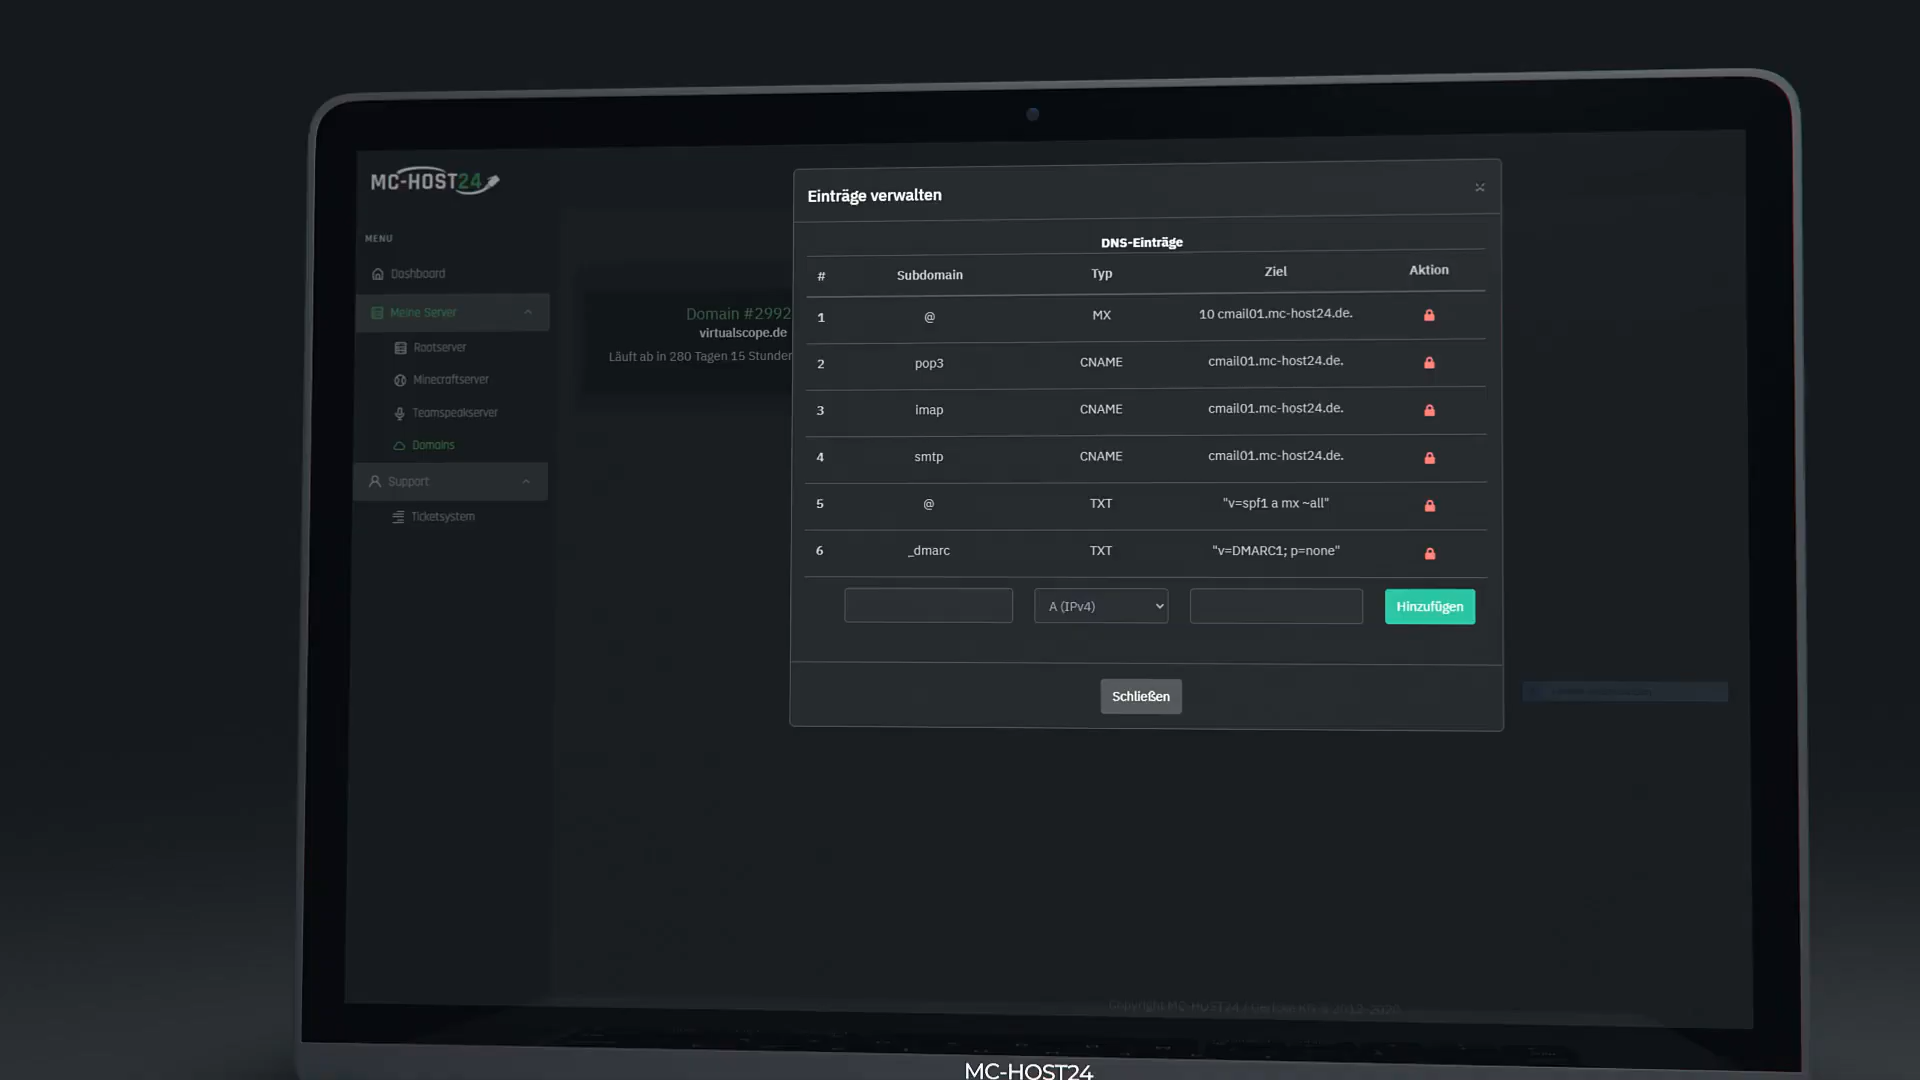 MC-HOST24
MENU
Dashboard
Meine Server
Rootserver
Minecraftserver
Teamspeakserver
Domains
Support
Ticketsystem
Domain #2992
virtualscope.de
Läuft ab in 280 Tagen 15 Stunden
Einträge verwalten
DNS-Einträge
# Subdomain Typ Ziel Aktion
1 @ MX 10 cmail01.mc-host24.de.
2 pop3 CNAME cmail01.mc-host24.de.
3 imap CNAME cmail01.mc-host24.de.
4 smtp CNAME cmail01.mc-host24.de.
5 @ TXT "v=spf1 a mx ~all"
6 _dmarc TXT "v=DMARC1; p=none"
A (IPv4) Hinzufügen
Schließen
Copyright MC-HOST24
MC-HOST24